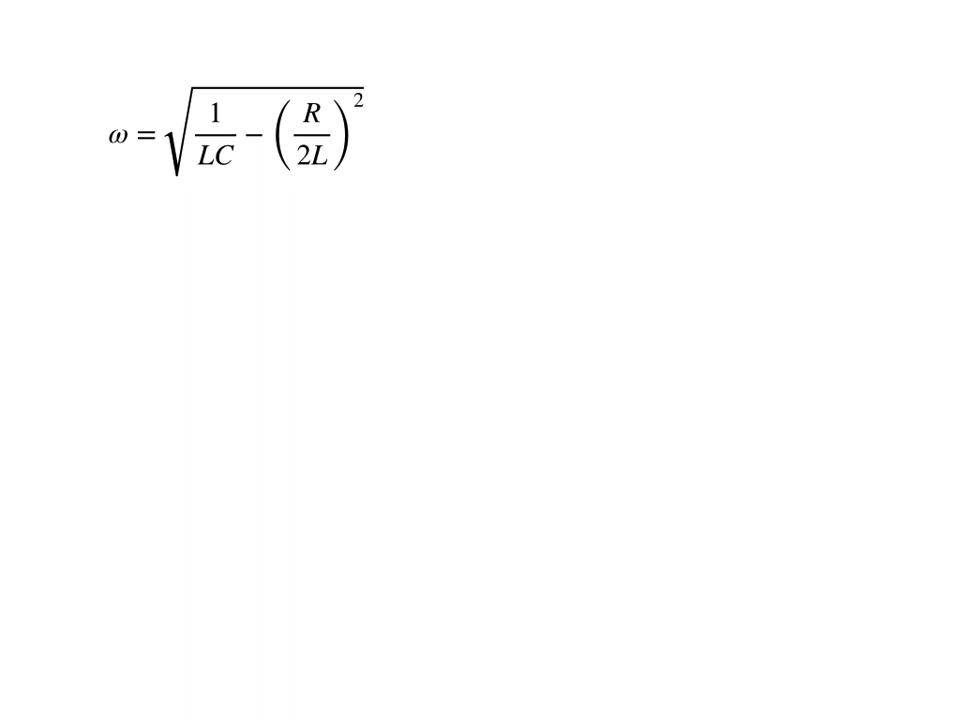 ω = √(1/LC − (R/2L)²)